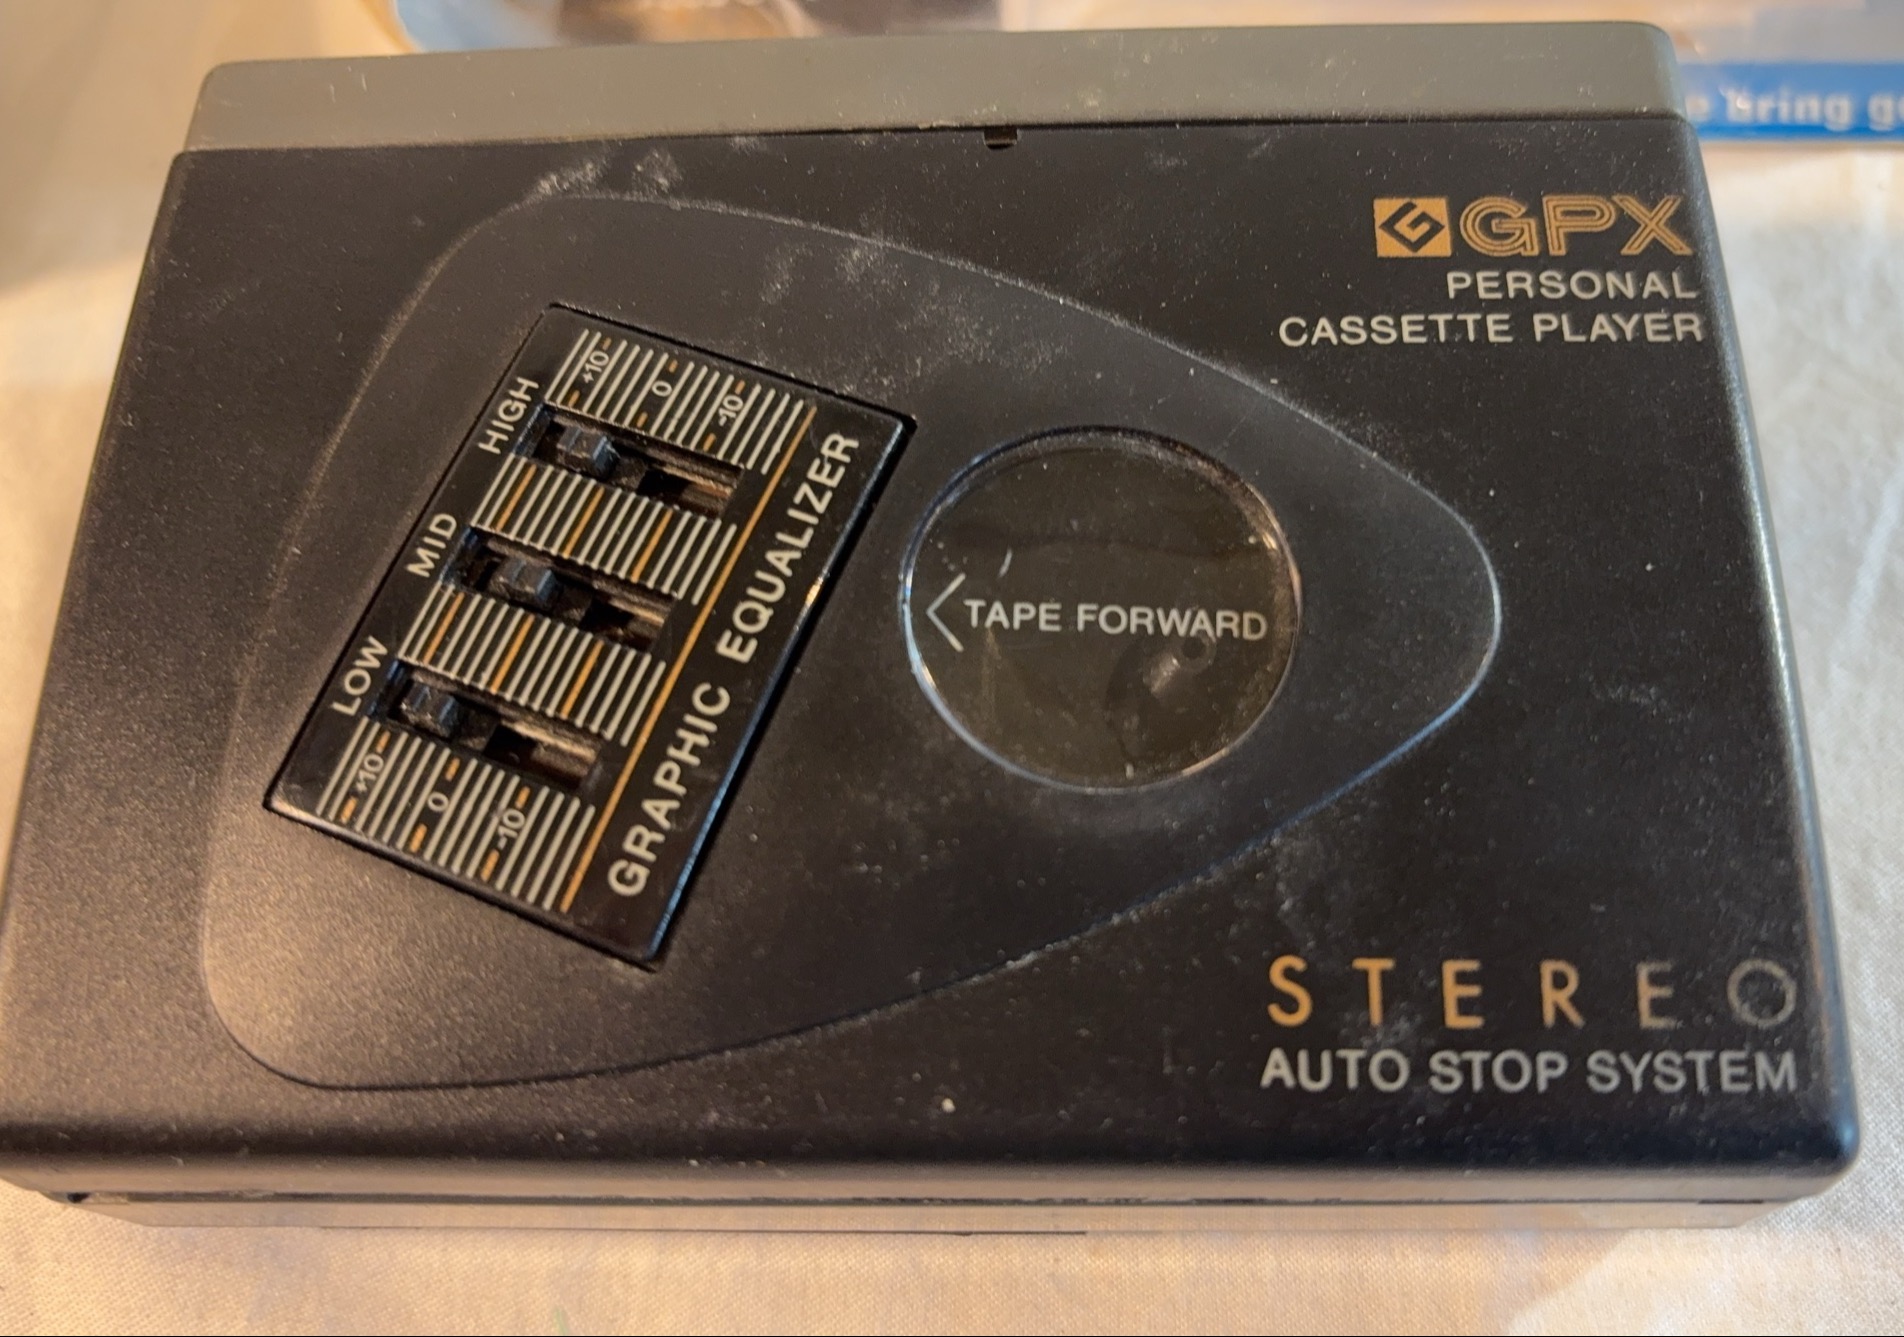 bring g
GPX
PERSONAL
CASSETTE PLAYER
+10 0 -10
HIGH
MID
LOW
+10 0 -10
GRAPHIC EQUALIZER
TAPE FORWARD
STEREO
AUTO STOP SYSTEM